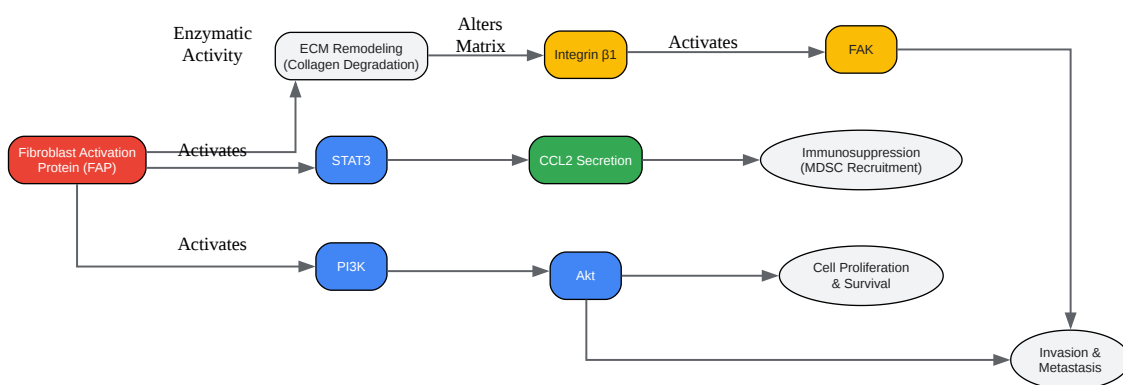 Enzymatic
Activity
ECM Remodeling
(Collagen Degradation)
Alters
Matrix
Integrin β1
Activates
FAK
Fibroblast Activation
Protein (FAP)
Activates
STAT3
CCL2 Secretion
Immunosuppression
(MDSC Recruitment)
Activates
PI3K
Akt
Cell Proliferation
& Survival
Invasion &
Metastasis